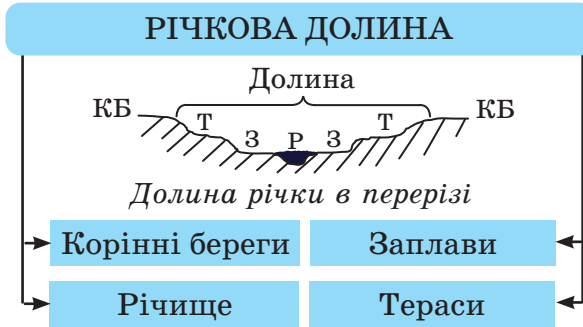 РІЧКОВА ДОЛИНА
Долина
КБ Т З Р З Т КБ
Долина річки в перерізі
Корінні береги Заплави
Річище Тераси